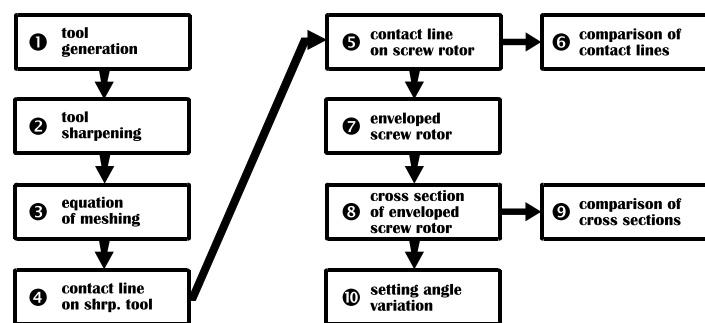 ❶ tool
generation
❷ tool
sharpening
❸ equation
of meshing
❹ contact line
on shrp. tool
❺ contact line
on screw rotor
❻ comparison of
contact lines
❼ enveloped
screw rotor
❽ cross section
of enveloped
screw rotor
❾ comparison of
cross sections
❿ setting angle
variation